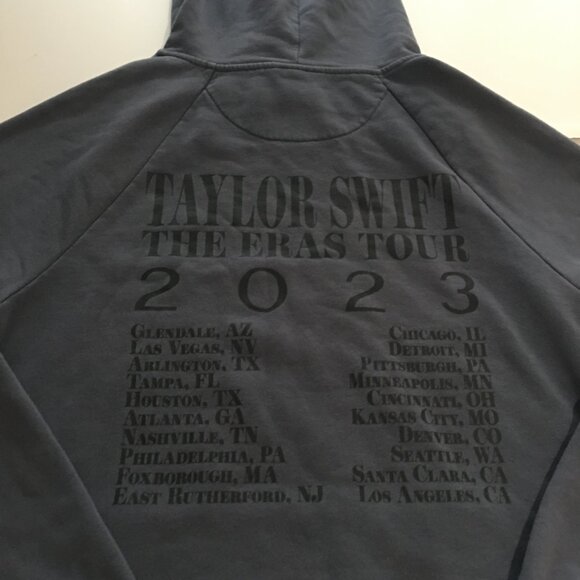 TAYLOR SWIFT
THE ERAS TOUR
2023
GLENDALE, AZ
LAS VEGAS, NV
ARLINGTON, TX
TAMPA, FL
HOUSTON, TX
ATLANTA, GA
NASHVILLE, TN
PHILADELPHIA, PA
FOXBOROUGH, MA
EAST RUTHERFORD, NJ
CHICAGO, IL
DETROIT, MI
PITTSBURGH, PA
MINNEAPOLIS, MN
CINCINNATI, OH
KANSAS CITY, MO
DENVER, CO
SEATTLE, WA
SANTA CLARA, CA
LOS ANGELES, CA